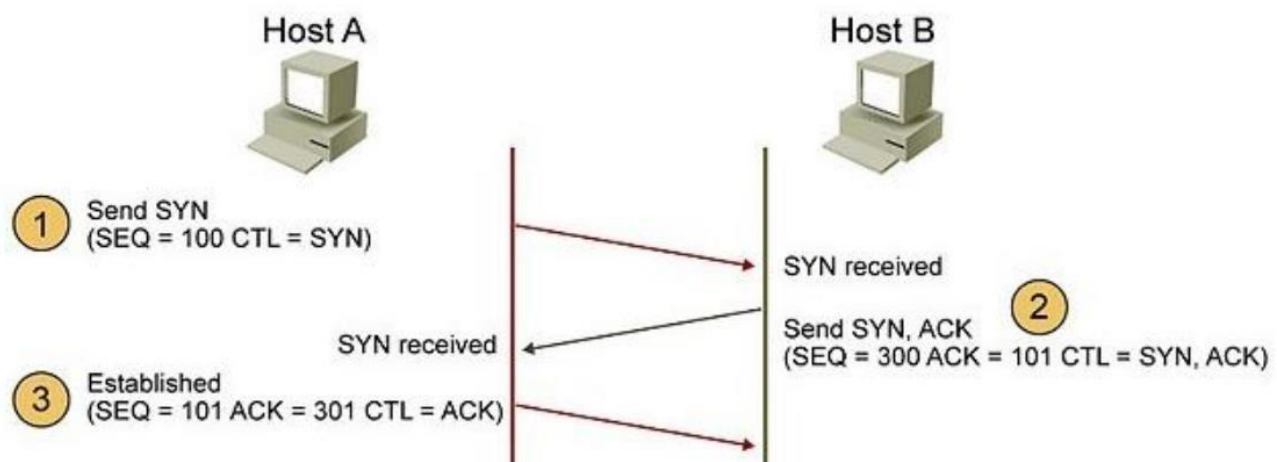 Host A
Host B
1
Send SYN
(SEQ = 100 CTL = SYN)
SYN received
2
Send SYN, ACK
(SEQ = 300 ACK = 101 CTL = SYN, ACK)
SYN received
3
Established
(SEQ = 101 ACK = 301 CTL = ACK)